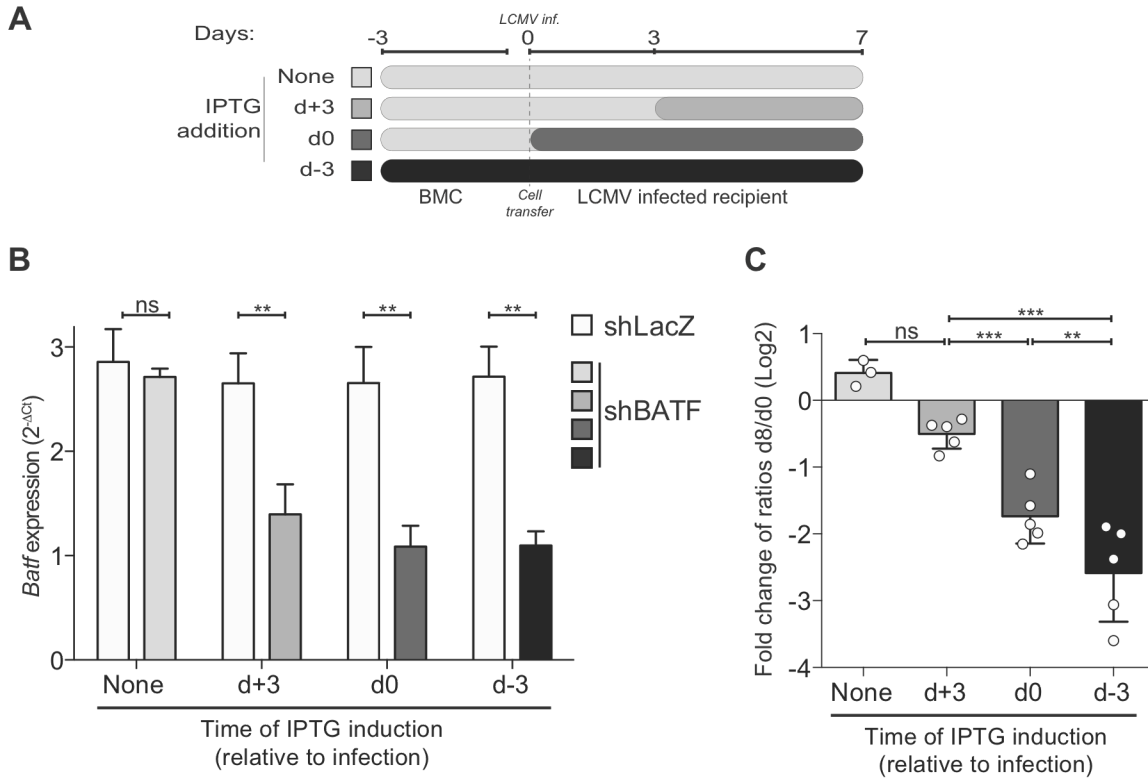 A
LCMV inf.
Days: -3 0 3 7
None
IPTG
addition
d+3
d0
d-3
BMC
Cell
transfer
LCMV infected recipient
B
ns ** ** **
shLacZ
shBATF
Batf expression (2-ΔCt)
3
2
1
0
None d+3 d0 d-3
Time of IPTG induction
(relative to infection)
C
***
ns *** **
Fold change of ratios d8/d0 (Log2)
1
0
-1
-2
-3
-4
None d+3 d0 d-3
Time of IPTG induction
(relative to infection)